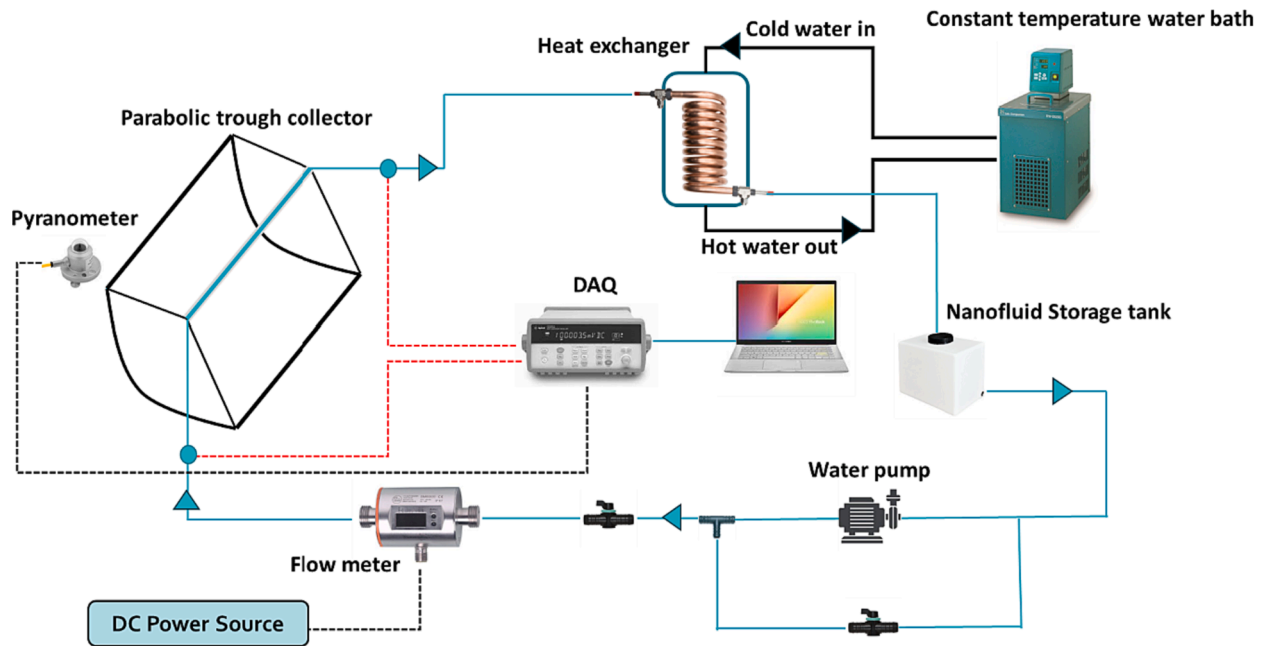 Constant temperature water bath
Cold water in
Heat exchanger
Parabolic trough collector
Pyranometer
Hot water out
DAQ
Nanofluid Storage tank
Water pump
Flow meter
DC Power Source